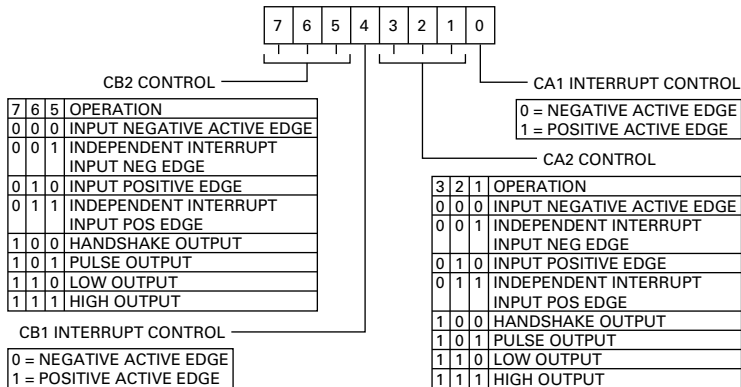 7 6 5 4 3 2 1 0
CB2 CONTROL
7 6 5 OPERATION
0 0 0 INPUT NEGATIVE ACTIVE EDGE
0 0 1 INDEPENDENT INTERRUPT
INPUT NEG EDGE
0 1 0 INPUT POSITIVE EDGE
0 1 1 INDEPENDENT INTERRUPT
INPUT POS EDGE
1 0 0 HANDSHAKE OUTPUT
1 0 1 PULSE OUTPUT
1 1 0 LOW OUTPUT
1 1 1 HIGH OUTPUT
CB1 INTERRUPT CONTROL
0 = NEGATIVE ACTIVE EDGE
1 = POSITIVE ACTIVE EDGE
CA1 INTERRUPT CONTROL
0 = NEGATIVE ACTIVE EDGE
1 = POSITIVE ACTIVE EDGE
CA2 CONTROL
3 2 1 OPERATION
0 0 0 INPUT NEGATIVE ACTIVE EDGE
0 0 1 INDEPENDENT INTERRUPT
INPUT NEG EDGE
0 1 0 INPUT POSITIVE EDGE
0 1 1 INDEPENDENT INTERRUPT
INPUT POS EDGE
1 0 0 HANDSHAKE OUTPUT
1 0 1 PULSE OUTPUT
1 1 0 LOW OUTPUT
1 1 1 HIGH OUTPUT